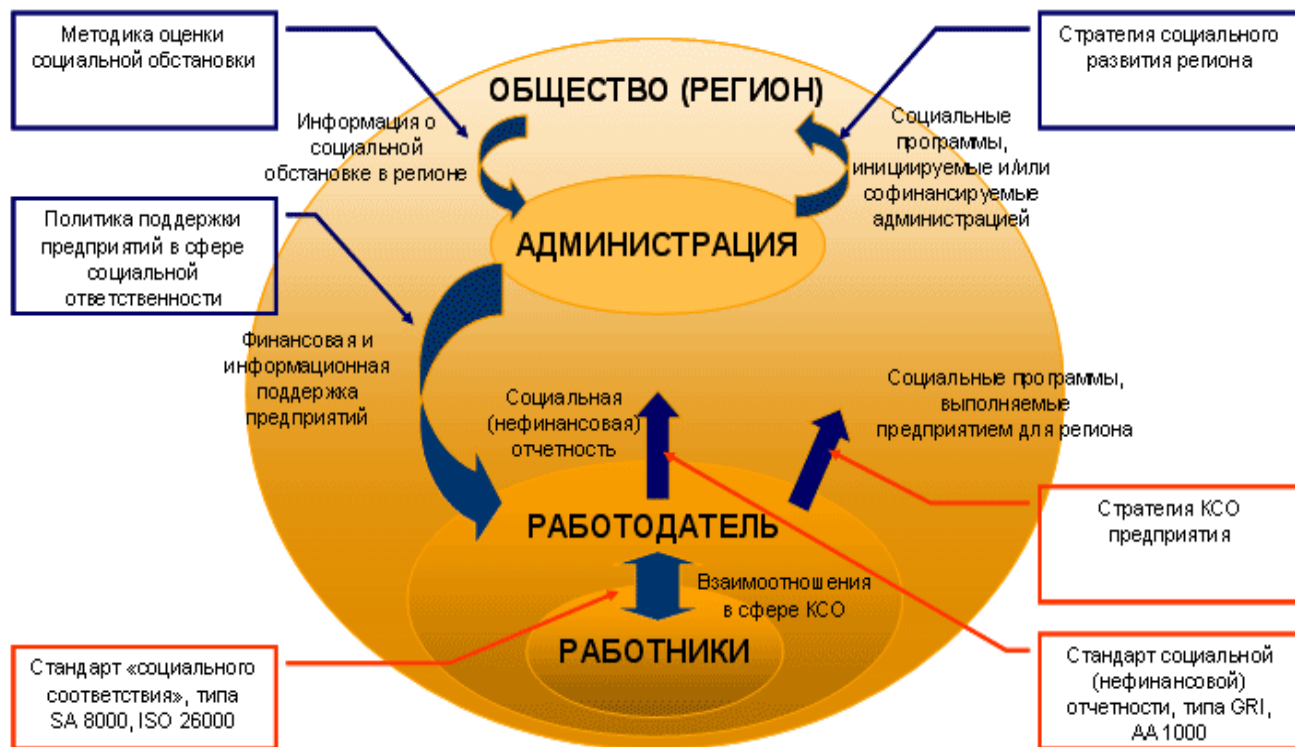 Методика оценки
социальной обстановки
Стратегия социального
развития региона
ОБЩЕСТВО (РЕГИОН)
Информация о
социальной
обстановке в регионе
Социальные
программы,
инициируемые и/или
софинансируемые
администрацией
Политика поддержки
предприятий в сфере
социальной
ответственности
АДМИНИСТРАЦИЯ
Финансовая и
информационная
поддержка
предприятий
Социальная
(нефинансовая)
отчетность
Социальные программы,
выполняемые
предприятием для региона
РАБОТОДАТЕЛЬ
Стратегия КСО
предприятия
Взаимоотношения
в сфере КСО
РАБОТНИКИ
Стандарт «социального
соответствия», типа
SA 8000, ISO 26000
Стандарт социальной
(нефинансовой)
отчетности, типа GRI,
AA 1000